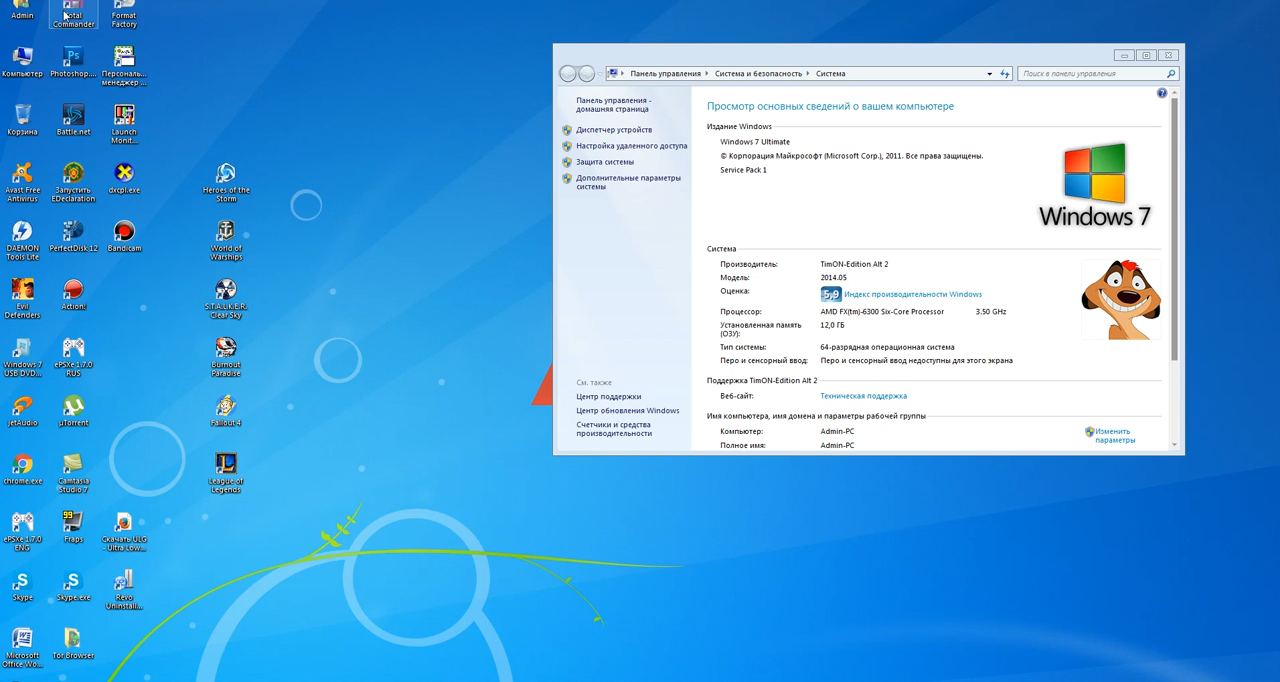 Admin
Total
Commander
Format
Factory
Компьютер
Photoshop....
Персональ...
менеджер ...
Корзина
Battle.net
Launch
Monit...
Avast Free
Antivirus
Запустить
EDeclaration
dxcpl.exe
Heroes of the
Storm
DAEMON
Tools Lite
PerfectDisk 12
Bandicam
World of
Warships
Evil
Defenders
Action!
S.T.A.L.K.E.R.
Clear Sky
Windows 7
USB DVD...
ePSXe 1.7.0
RUS
Burnout
Paradise
jetAudio
µTorrent
Fallout 4
chrome.exe
Camtasia
Studio 7
League of
Legends
ePSXe 1.7.0
ENG
99
Fraps
Скачать ULG
- Ultra Low...
Skype
Skype.exe
Revo
Uninstall...
Microsoft
Office Wo...
Tor Browser
Панель управления
Система и безопасность
Система
Поиск в панели управления
Панель управления -
домашняя страница
Диспетчер устройств
Настройка удаленного доступа
Защита системы
Дополнительные параметры
системы
См. также
Центр поддержки
Центр обновления Windows
Счетчики и средства
производительности
Просмотр основных сведений о вашем компьютере
Издание Windows
Windows 7 Ultimate
© Корпорация Майкрософт (Microsoft Corp.), 2011. Все права защищены.
Service Pack 1
Windows 7
Система
Производитель: TimON-Edition Alt 2
Модель: 2014.05
Оценка: 5,9 Индекс производительности Windows
Процессор: AMD FX(tm)-6300 Six-Core Processor 3.50 GHz
Установленная память
(ОЗУ): 12,0 ГБ
Тип системы: 64-разрядная операционная система
Перо и сенсорный ввод: Перо и сенсорный ввод недоступны для этого экрана
Поддержка TimON-Edition Alt 2
Веб-сайт: Техническая поддержка
Имя компьютера, имя домена и параметры рабочей группы
Компьютер: Admin-PC
Изменить
параметры
Полное имя: Admin-PC